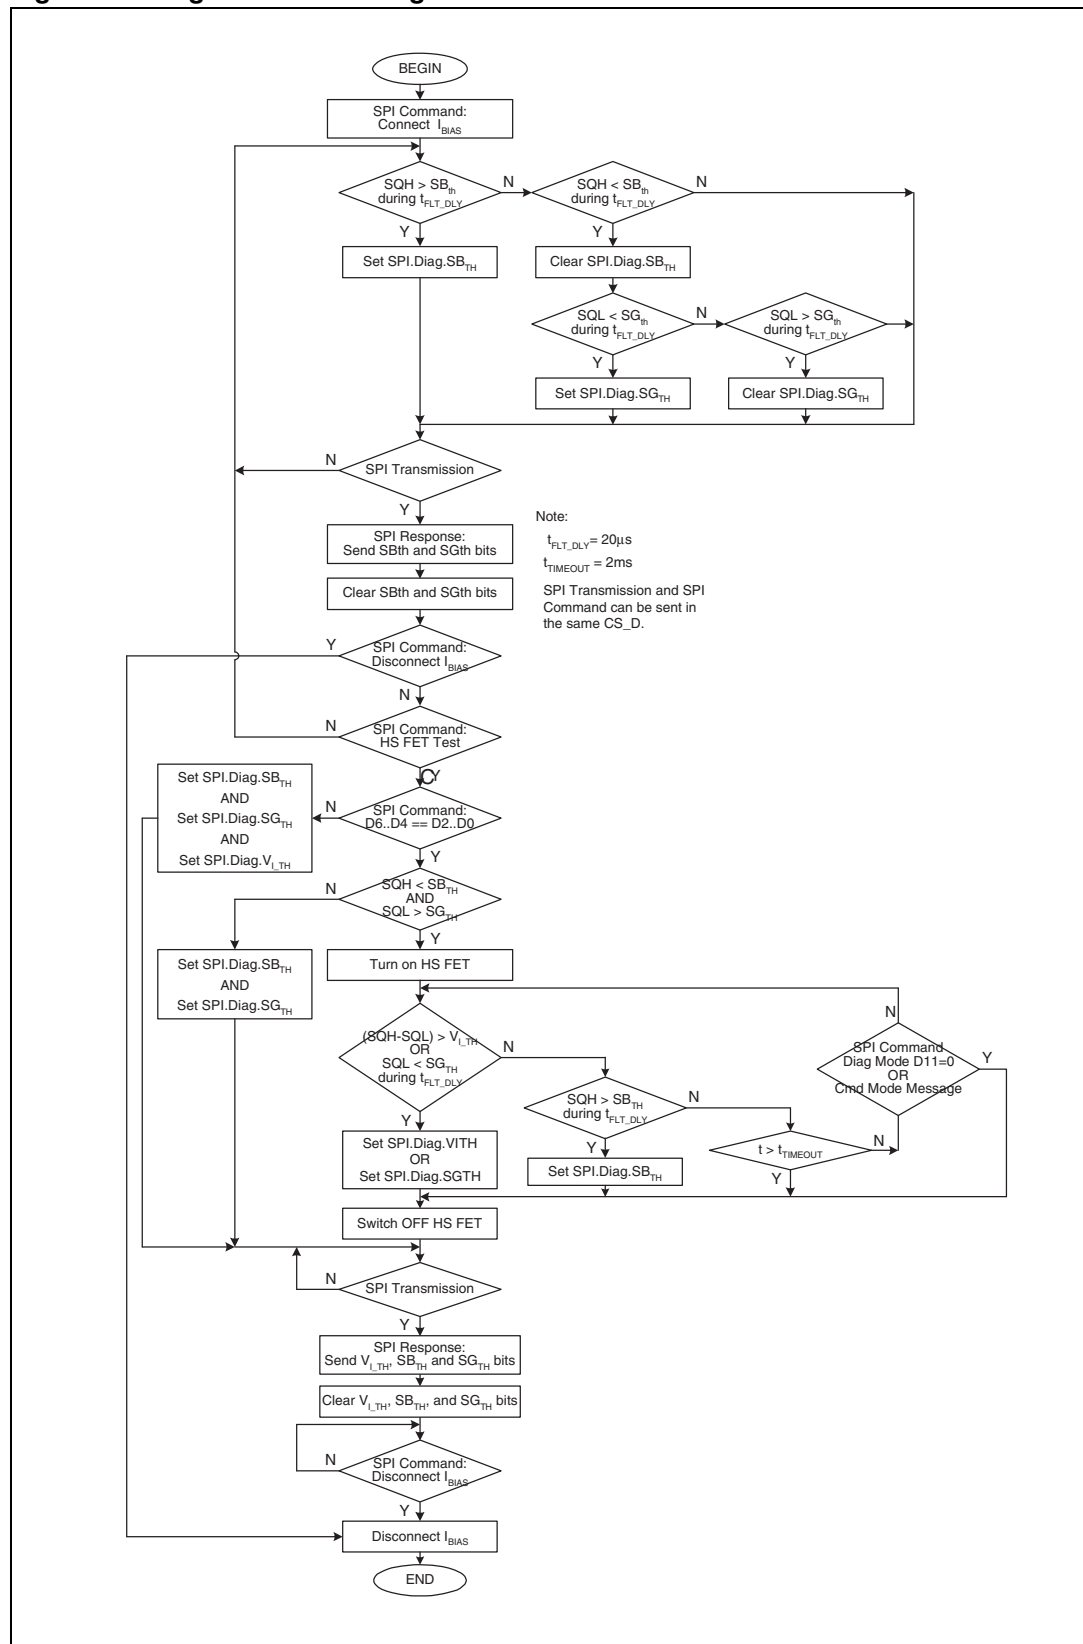 BEGIN
SPI Command:
Connect I_BIAS
SQH > SB_th
during t_FLT_DLY
N
SQH < SB_th
during t_FLT_DLY
N
Y
Y
Set SPI.Diag.SB_TH
Clear SPI.Diag.SB_TH
SQL < SG_th
during t_FLT_DLY
N
SQL > SG_th
during t_FLT_DLY
Y
Y
Set SPI.Diag.SG_TH
Clear SPI.Diag.SG_TH
N
SPI Transmission
Y
SPI Response:
Send SBth and SGth bits
Note:
t_FLT_DLY = 20µs
t_TIMEOUT = 2ms
SPI Transmission and SPI
Command can be sent in
the same CS_D.
Clear SBth and SGth bits
Y
SPI Command:
Disconnect I_BIAS
N
N
SPI Command:
HS FET Test
C
Y
Set SPI.Diag.SB_TH
AND
Set SPI.Diag.SG_TH
AND
Set SPI.Diag.V_I_TH
N
SPI Command:
D6..D4 == D2..D0
Y
N
SQH < SB_TH
AND
SQL > SG_TH
Y
Set SPI.Diag.SB_TH
AND
Set SPI.Diag.SG_TH
Turn on HS FET
(SQH-SQL) > V_I_TH
OR
SQL < SG_TH
during t_FLT_DLY
N
N
SPI Command
Diag Mode D11=0
OR
Cmd Mode Message
Y
SQH > SB_TH
during t_FLT_DLY
N
Y
Y
Set SPI.Diag.VITH
OR
Set SPI.Diag.SGTH
Set SPI.Diag.SB_TH
t > t_TIMEOUT
N
Y
Switch OFF HS FET
N
SPI Transmission
Y
SPI Response:
Send V_I_TH, SB_TH and SG_TH bits
Clear V_I_TH, SB_TH, and SG_TH bits
N
SPI Command:
Disconnect I_BIAS
Y
Disconnect I_BIAS
END